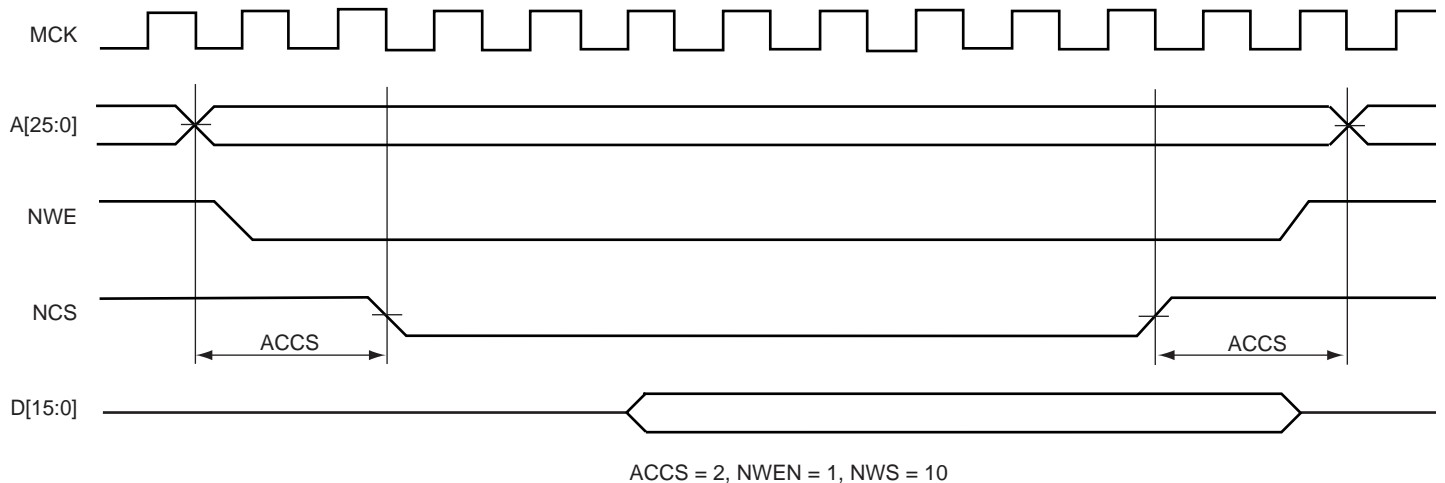 MCK
A[25:0]
NWE
NCS
ACCS
ACCS
D[15:0]
ACCS = 2, NWEN = 1, NWS = 10